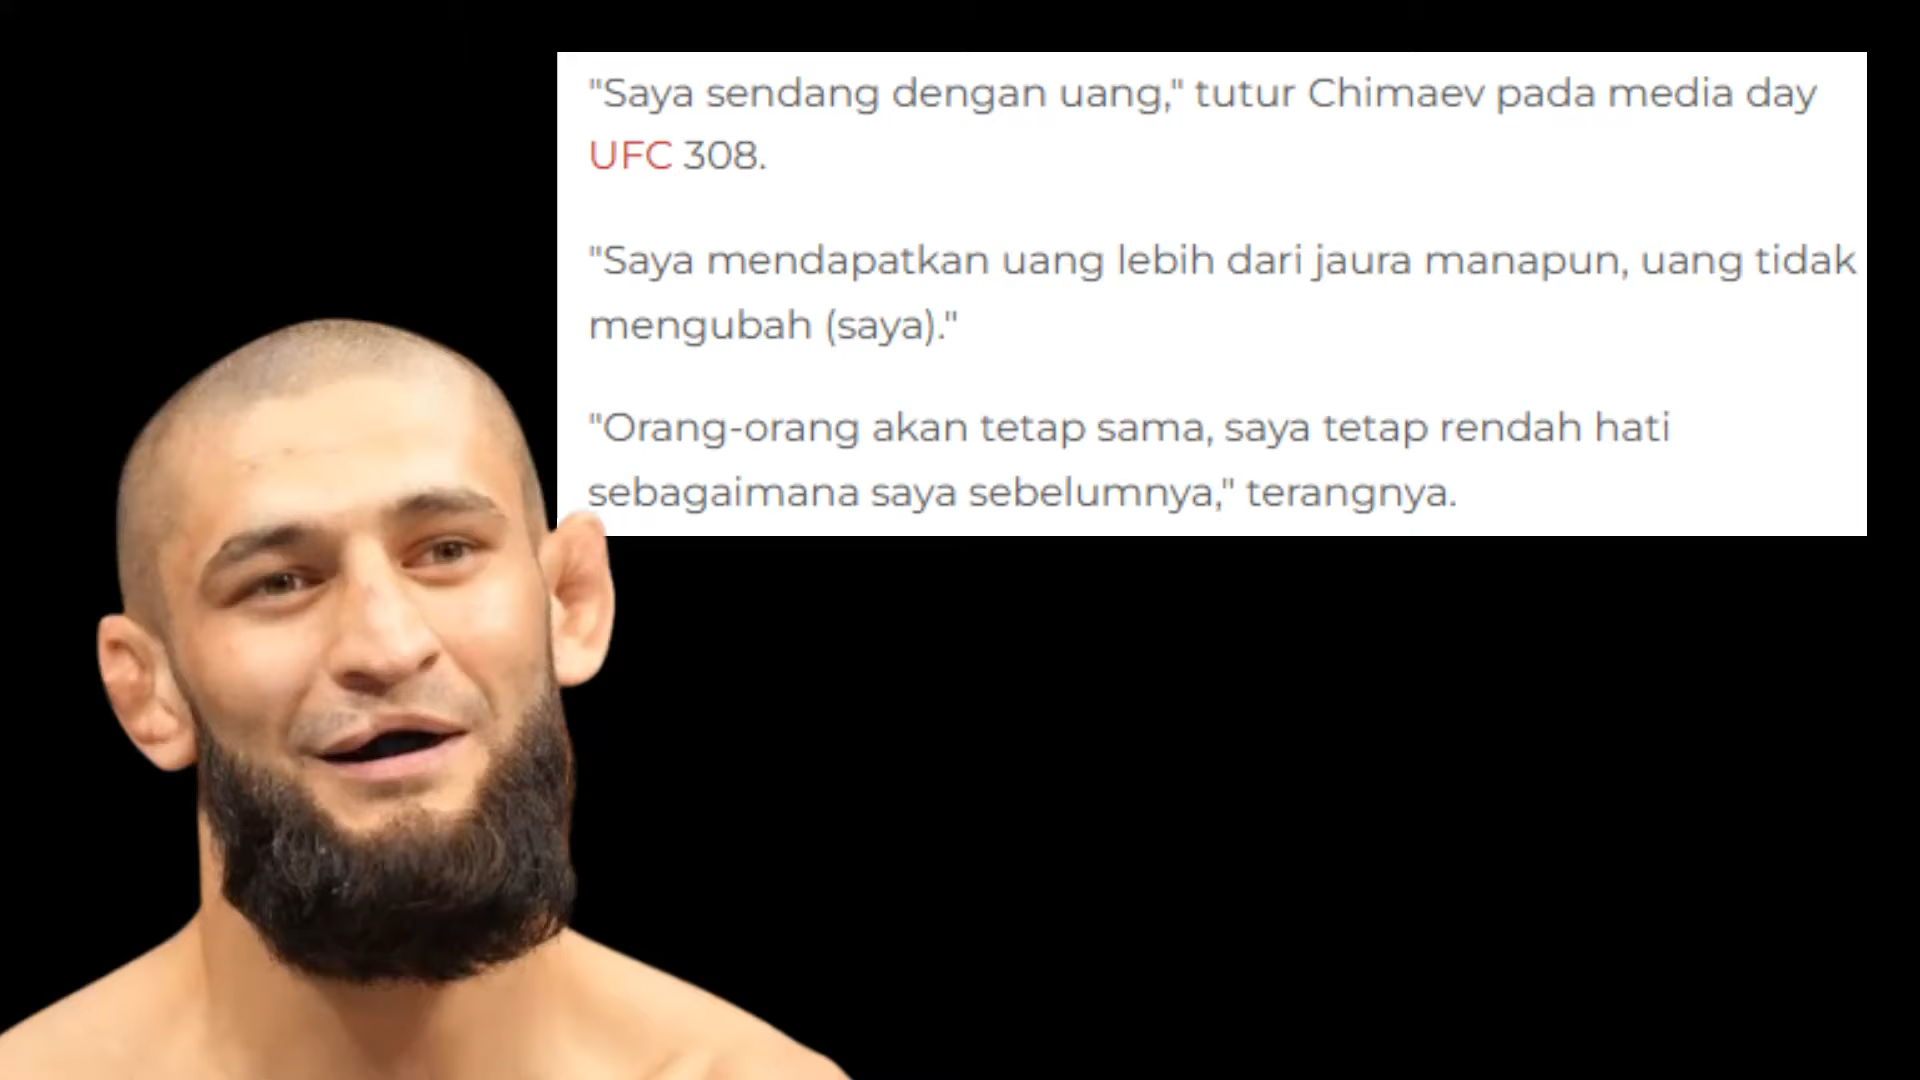 "Saya sendang dengan uang," tutur Chimaev pada media day
UFC 308.
"Saya mendapatkan uang lebih dari jaura manapun, uang tidak
mengubah (saya)."
"Orang-orang akan tetap sama, saya tetap rendah hati
sebagaimana saya sebelumnya," terangnya.